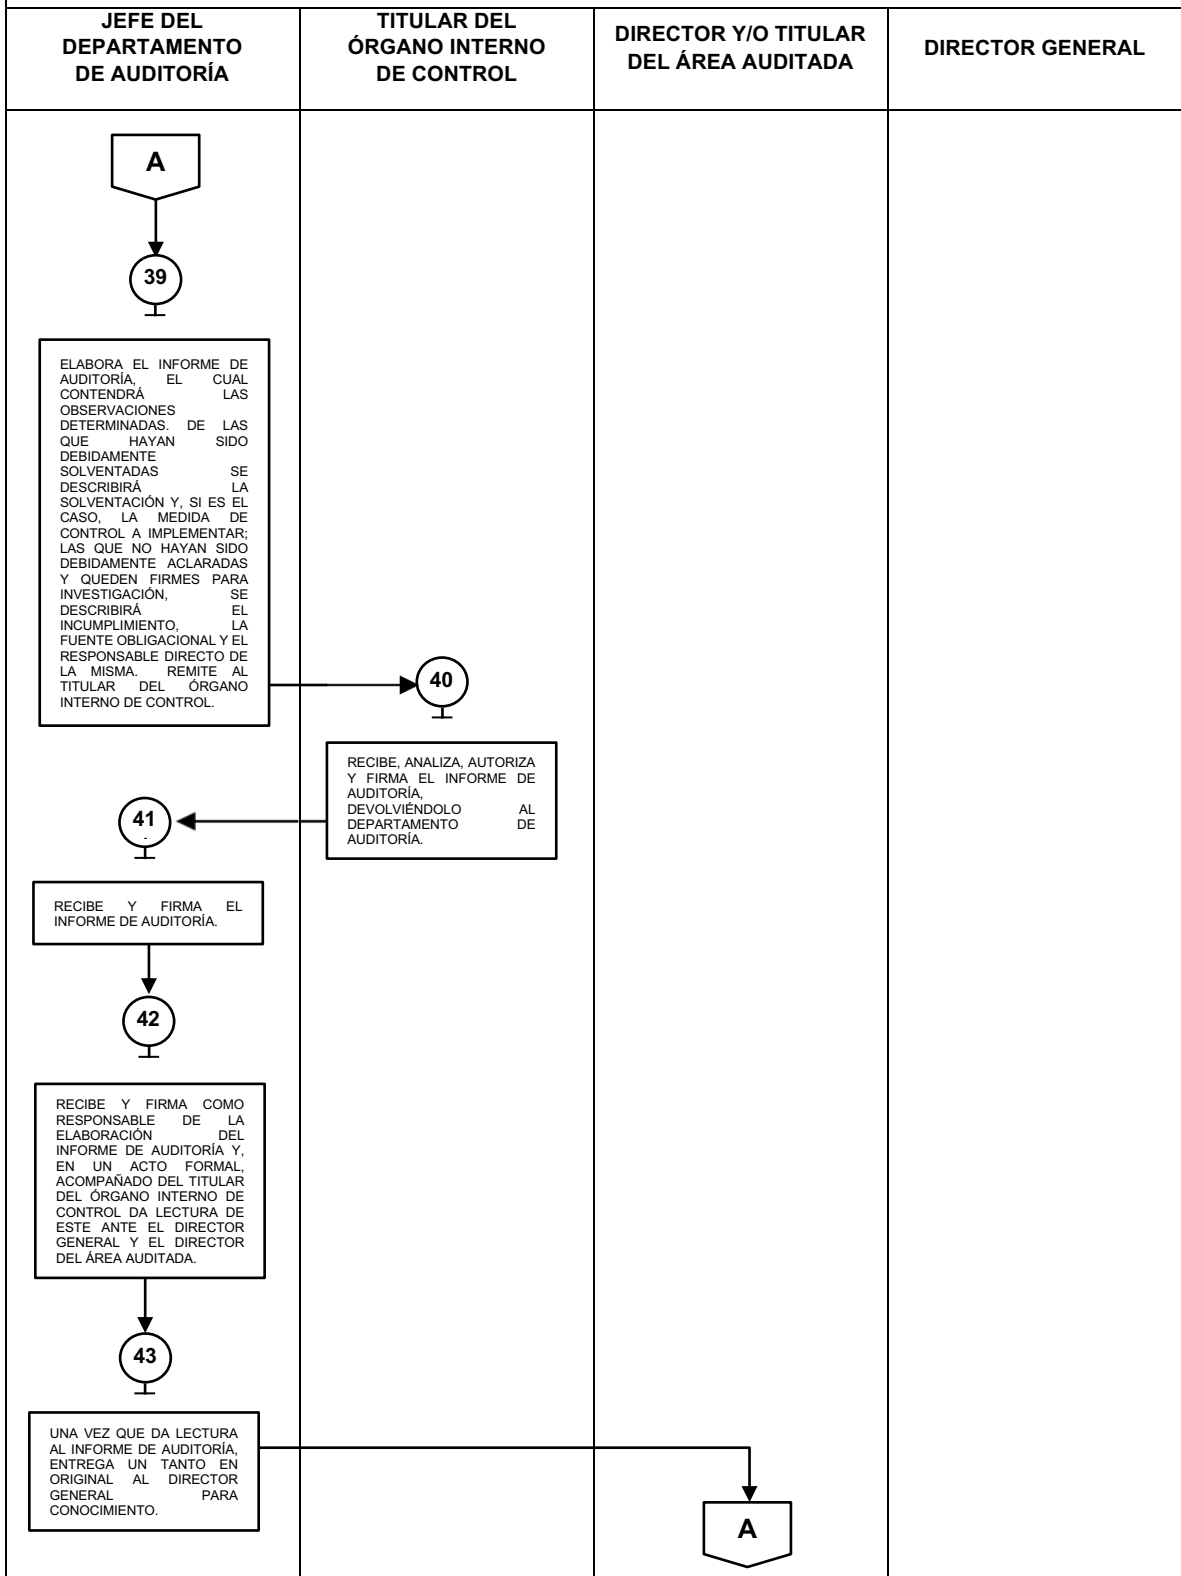 JEFE DEL
DEPARTAMENTO
DE AUDITORÍA
TITULAR DEL
ÓRGANO INTERNO
DE CONTROL
DIRECTOR Y/O TITULAR
DEL ÁREA AUDITADA
DIRECTOR GENERAL
A
39
ELABORA EL INFORME DE
AUDITORÍA, EL CUAL
CONTENDRÁ LAS
OBSERVACIONES
DETERMINADAS. DE LAS
QUE HAYAN SIDO
DEBIDAMENTE
SOLVENTADAS SE
DESCRIBIRÁ LA
SOLVENTACIÓN Y, SI ES EL
CASO, LA MEDIDA DE
CONTROL A IMPLEMENTAR;
LAS QUE NO HAYAN SIDO
DEBIDAMENTE ACLARADAS
Y QUEDEN FIRMES PARA
INVESTIGACIÓN, SE
DESCRIBIRÁ EL
INCUMPLIMIENTO, LA
FUENTE OBLIGACIONAL Y EL
RESPONSABLE DIRECTO DE
LA MISMA. REMITE AL
TITULAR DEL ÓRGANO
INTERNO DE CONTROL.
40
RECIBE, ANALIZA, AUTORIZA
Y FIRMA EL INFORME DE
AUDITORÍA,
DEVOLVIÉNDOLO AL
DEPARTAMENTO DE
AUDITORÍA.
41
RECIBE Y FIRMA EL
INFORME DE AUDITORÍA.
42
RECIBE Y FIRMA COMO
RESPONSABLE DE LA
ELABORACIÓN DEL
INFORME DE AUDITORÍA Y,
EN UN ACTO FORMAL,
ACOMPAÑADO DEL TITULAR
DEL ÓRGANO INTERNO DE
CONTROL DA LECTURA DE
ESTE ANTE EL DIRECTOR
GENERAL Y EL DIRECTOR
DEL ÁREA AUDITADA.
43
UNA VEZ QUE DA LECTURA
AL INFORME DE AUDITORÍA,
ENTREGA UN TANTO EN
ORIGINAL AL DIRECTOR
GENERAL PARA
CONOCIMIENTO.
A